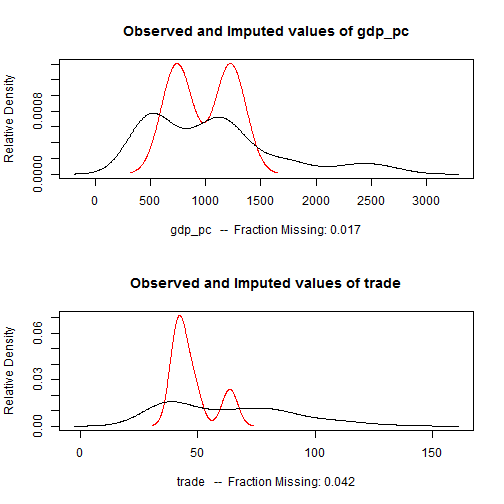 Observed and Imputed values of gdp_pc
Relative Density
0.0000 0.0008
0 500 1000 1500 2000 2500 3000
gdp_pc -- Fraction Missing: 0.017
Observed and Imputed values of trade
Relative Density
0.00 0.03 0.06
0 50 100 150
trade -- Fraction Missing: 0.042